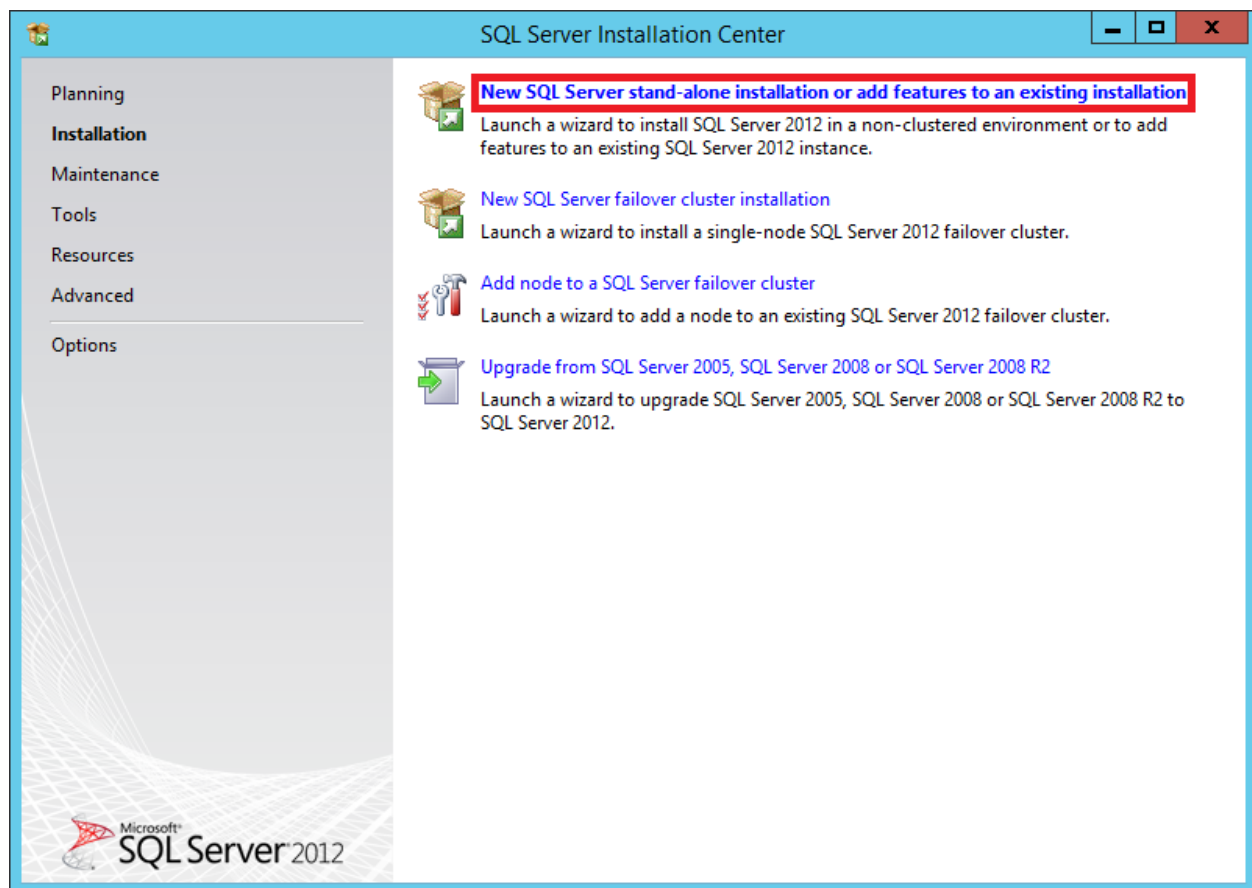 SQL Server Installation Center
Planning
Installation
Maintenance
Tools
Resources
Advanced
Options
New SQL Server stand-alone installation or add features to an existing installation
Launch a wizard to install SQL Server 2012 in a non-clustered environment or to add
features to an existing SQL Server 2012 instance.
New SQL Server failover cluster installation
Launch a wizard to install a single-node SQL Server 2012 failover cluster.
Add node to a SQL Server failover cluster
Launch a wizard to add a node to an existing SQL Server 2012 failover cluster.
Upgrade from SQL Server 2005, SQL Server 2008 or SQL Server 2008 R2
Launch a wizard to upgrade SQL Server 2005, SQL Server 2008 or SQL Server 2008 R2 to
SQL Server 2012.
Microsoft®
SQL Server® 2012